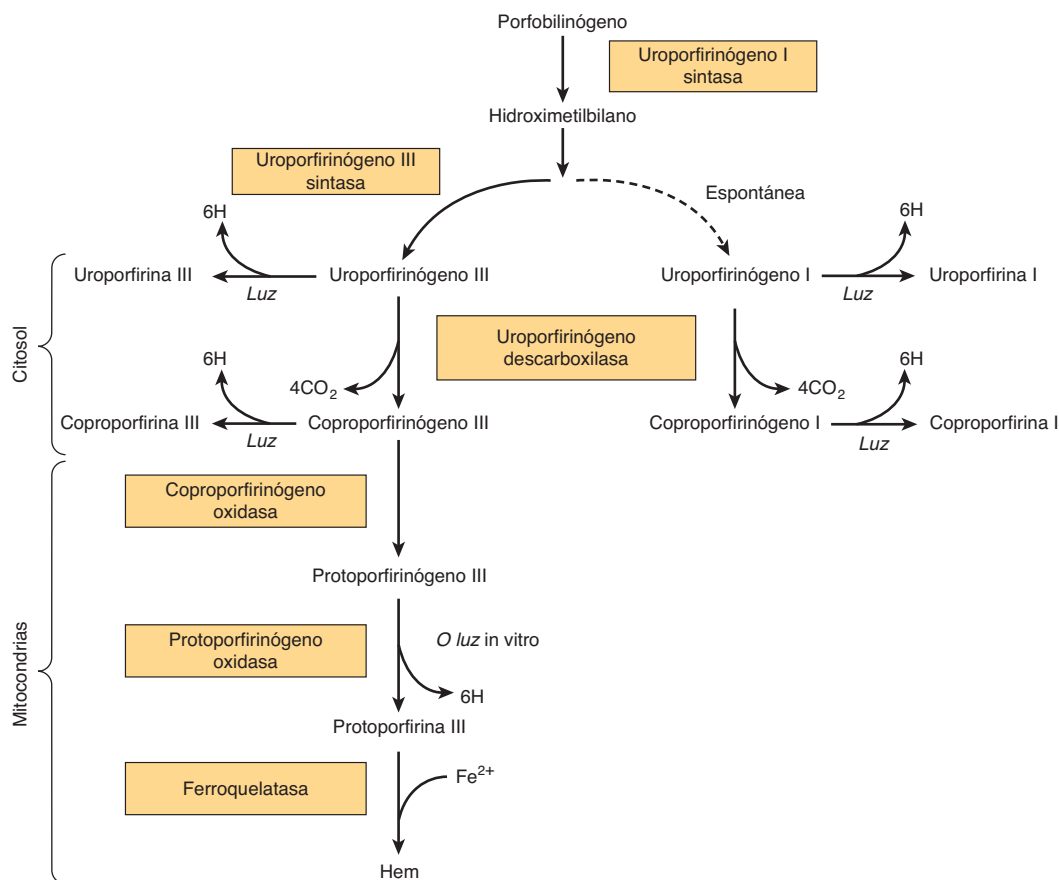 Porfobilinógeno
Uroporfirinógeno I
sintasa
Hidroximetilbilano
Uroporfirinógeno III
sintasa
Espontánea
6H
6H
Uroporfirina III
Luz
Uroporfirinógeno III
Uroporfirinógeno I
Luz
Uroporfirina I
Citosol
Uroporfirinógeno
descarboxilasa
6H
4CO₂
4CO₂
6H
Coproporfirina III
Luz
Coproporfirinógeno III
Coproporfirinógeno I
Luz
Coproporfirina I
Mitocondrias
Coproporfirinógeno
oxidasa
Protoporfirinógeno III
Protoporfirinógeno
oxidasa
O luz in vitro
6H
Protoporfirina III
Ferroquelatasa
Fe²⁺
Hem